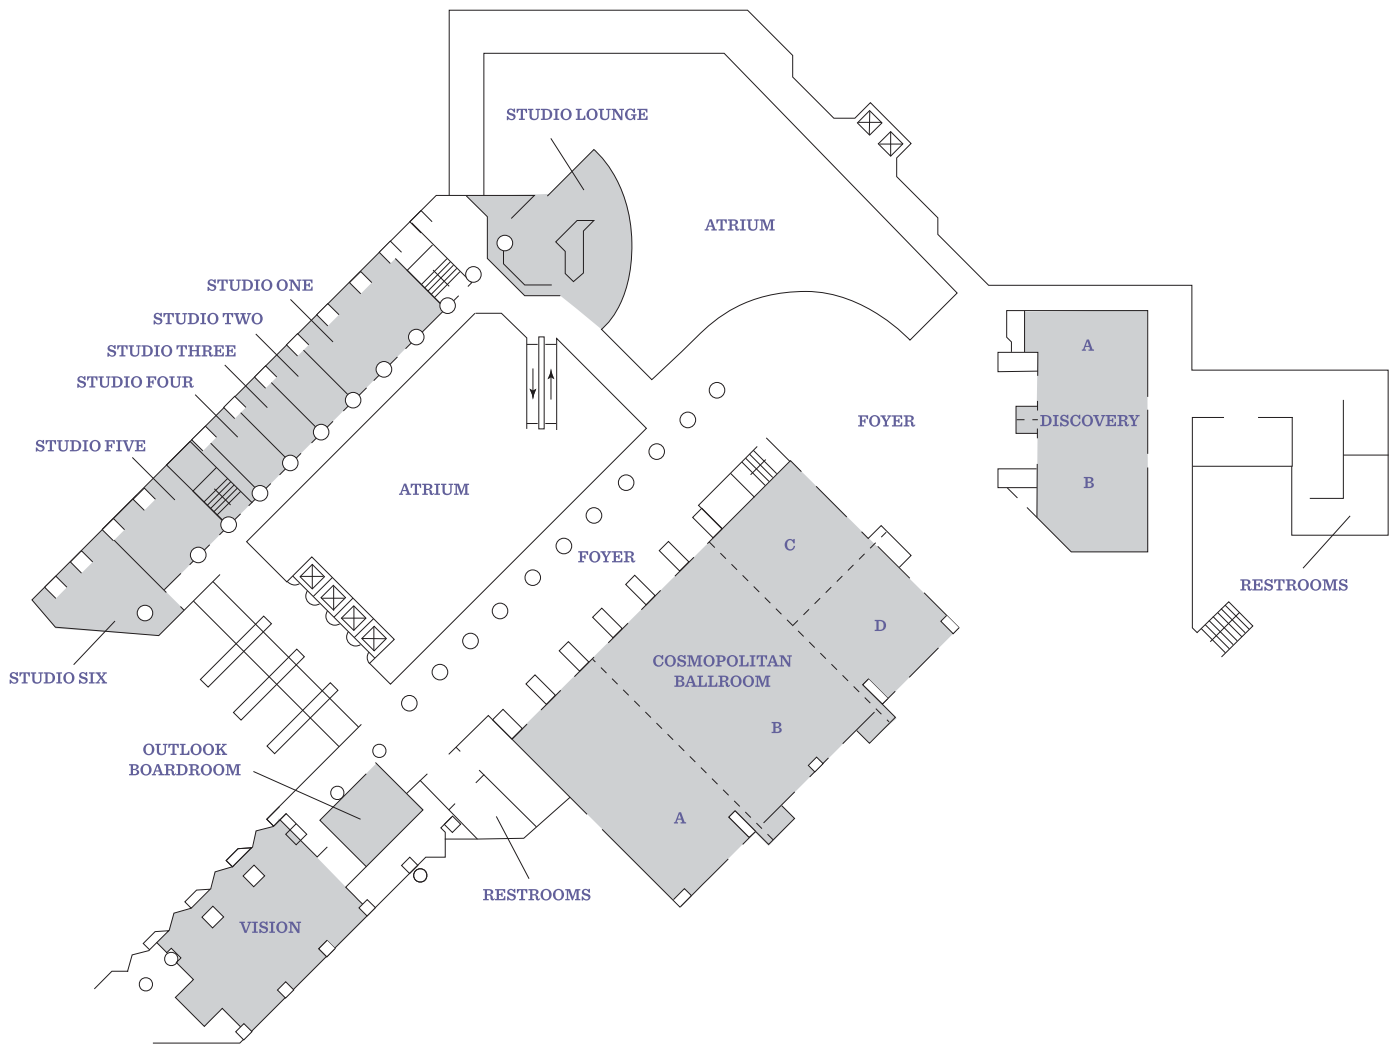 STUDIO LOUNGE
ATRIUM
STUDIO ONE
STUDIO TWO
STUDIO THREE
STUDIO FOUR
STUDIO FIVE
STUDIO SIX
ATRIUM
FOYER
FOYER
A
DISCOVERY
B
RESTROOMS
C
D
COSMOPOLITAN
BALLROOM
B
A
OUTLOOK
BOARDROOM
RESTROOMS
VISION